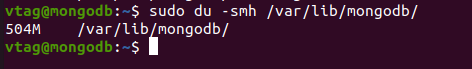 vtag@mongodb:~$ sudo du -smh /var/lib/mongodb/
504M    /var/lib/mongodb/
vtag@mongodb:~$